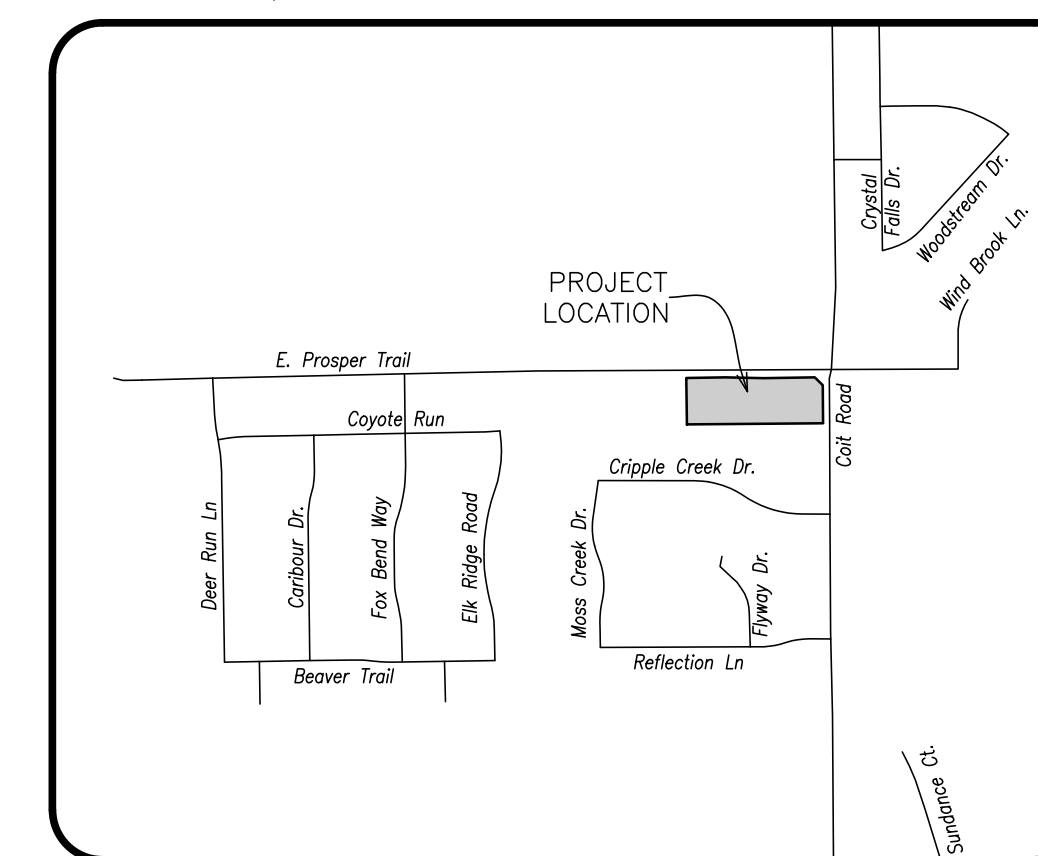 Crystal
Falls Dr.
Woodstream Dr.
Wind Brook Ln.
PROJECT
LOCATION
E. Prosper Trail
Coyote Run
Coit Road
Cripple Creek Dr.
Deer Run Ln
Caribour Dr.
Fox Bend Way
Elk Ridge Road
Moss Creek Dr.
Flyway Dr.
Reflection Ln
Beaver Trail
Sundance Ct.